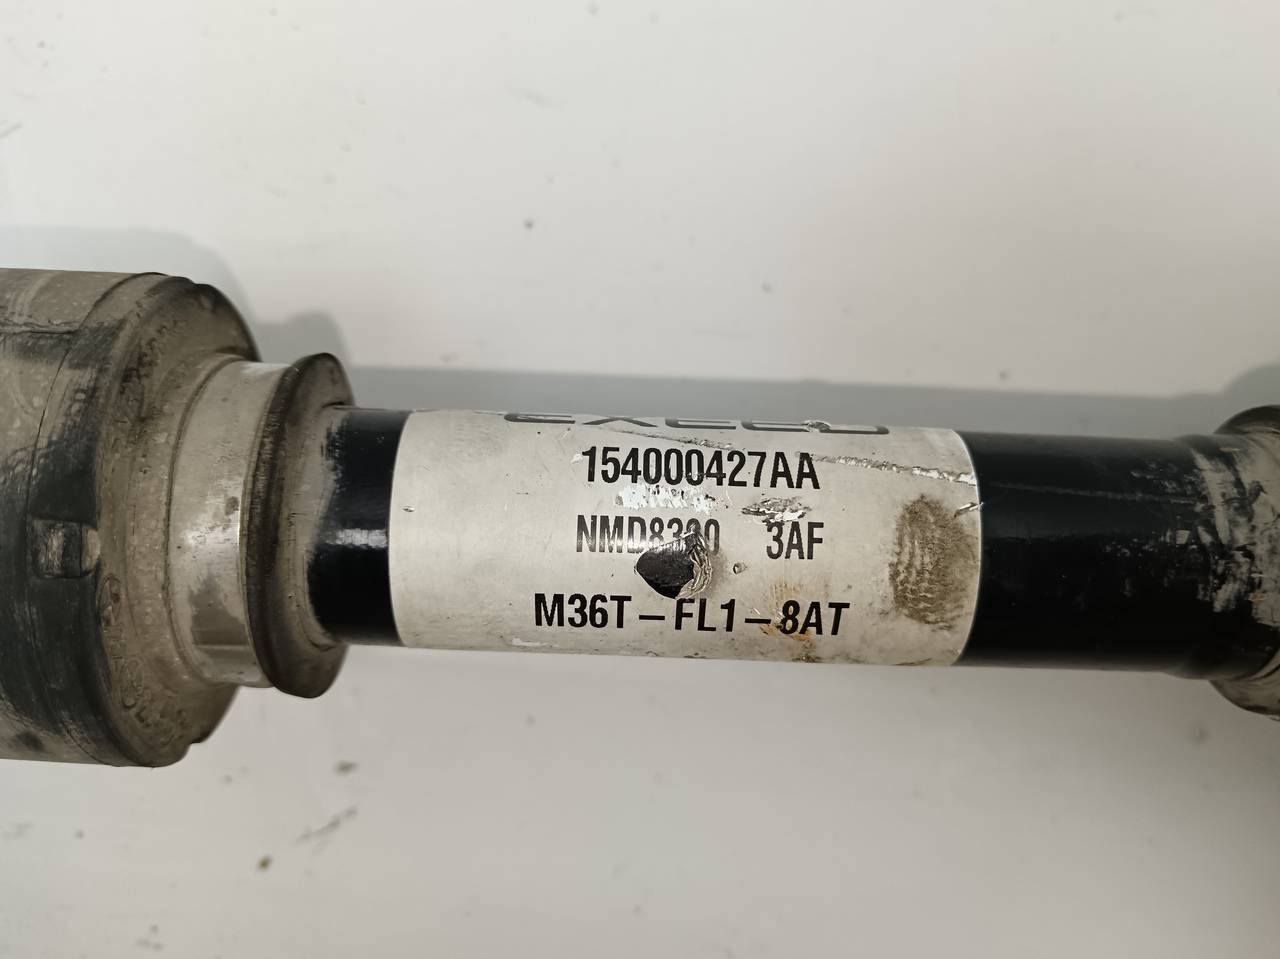 EXEED
154000427AA
3AF
M36T-FL1-8AT